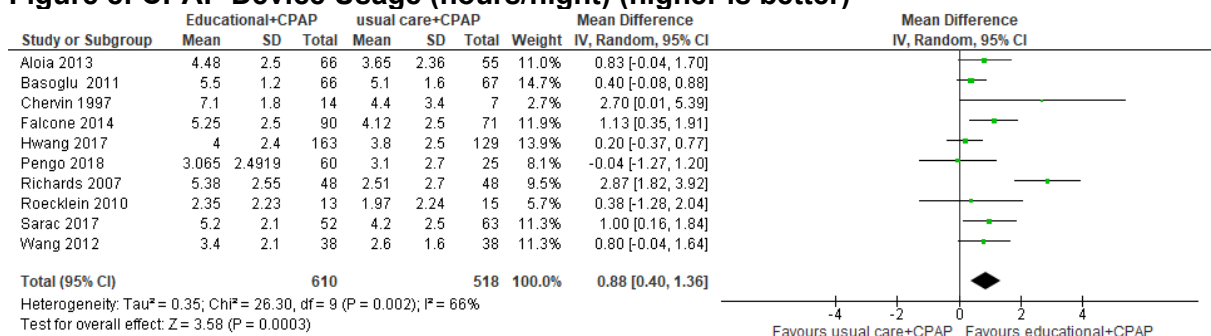 Figure 3. CPAP Device Usage (hours/night) (higher is better)
Educational+CPAP usual care+CPAP Mean Difference Mean Difference
Study or Subgroup Mean SD Total Mean SD Total Weight IV, Random, 95% CI IV, Random, 95% CI
Aloia 2013 4.48 2.5 66 3.65 2.36 55 11.0% 0.83 [-0.04, 1.70]
Basoglu 2011 5.5 1.2 66 5.1 1.6 67 14.7% 0.40 [-0.08, 0.88]
Chervin 1997 7.1 1.8 14 4.4 3.4 7 2.7% 2.70 [0.01, 5.39]
Falcone 2014 5.25 2.5 90 4.12 2.5 71 11.9% 1.13 [0.35, 1.91]
Hwang 2017 4 2.4 163 3.8 2.5 129 13.9% 0.20 [-0.37, 0.77]
Pengo 2018 3.065 2.4919 60 3.1 2.7 25 8.1% -0.04 [-1.27, 1.20]
Richards 2007 5.38 2.55 48 2.51 2.7 48 9.5% 2.87 [1.82, 3.92]
Roecklein 2010 2.35 2.23 13 1.97 2.24 15 5.7% 0.38 [-1.28, 2.04]
Sarac 2017 5.2 2.1 52 4.2 2.5 63 11.3% 1.00 [0.16, 1.84]
Wang 2012 3.4 2.1 38 2.6 1.6 38 11.3% 0.80 [-0.04, 1.64]
Total (95% CI) 610 518 100.0% 0.88 [0.40, 1.36]
Heterogeneity: Tau² = 0.35; Chi² = 26.30, df = 9 (P = 0.002); I² = 66%
Test for overall effect: Z = 3.58 (P = 0.0003)
-4 -2 0 2 4
Favours usual care+CPAP Favours educational+CPAP